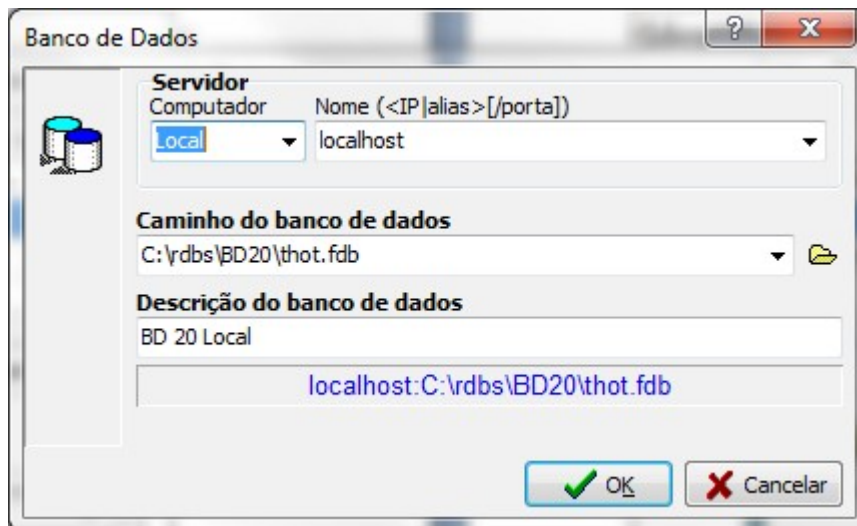 Banco de Dados
Servidor
Computador Nome (<IP|alias>[/porta])
Local localhost
Caminho do banco de dados
C:\rdbs\BD20\thot.fdb
Descrição do banco de dados
BD 20 Local
localhost:C:\rdbs\BD20\thot.fdb
OK Cancelar